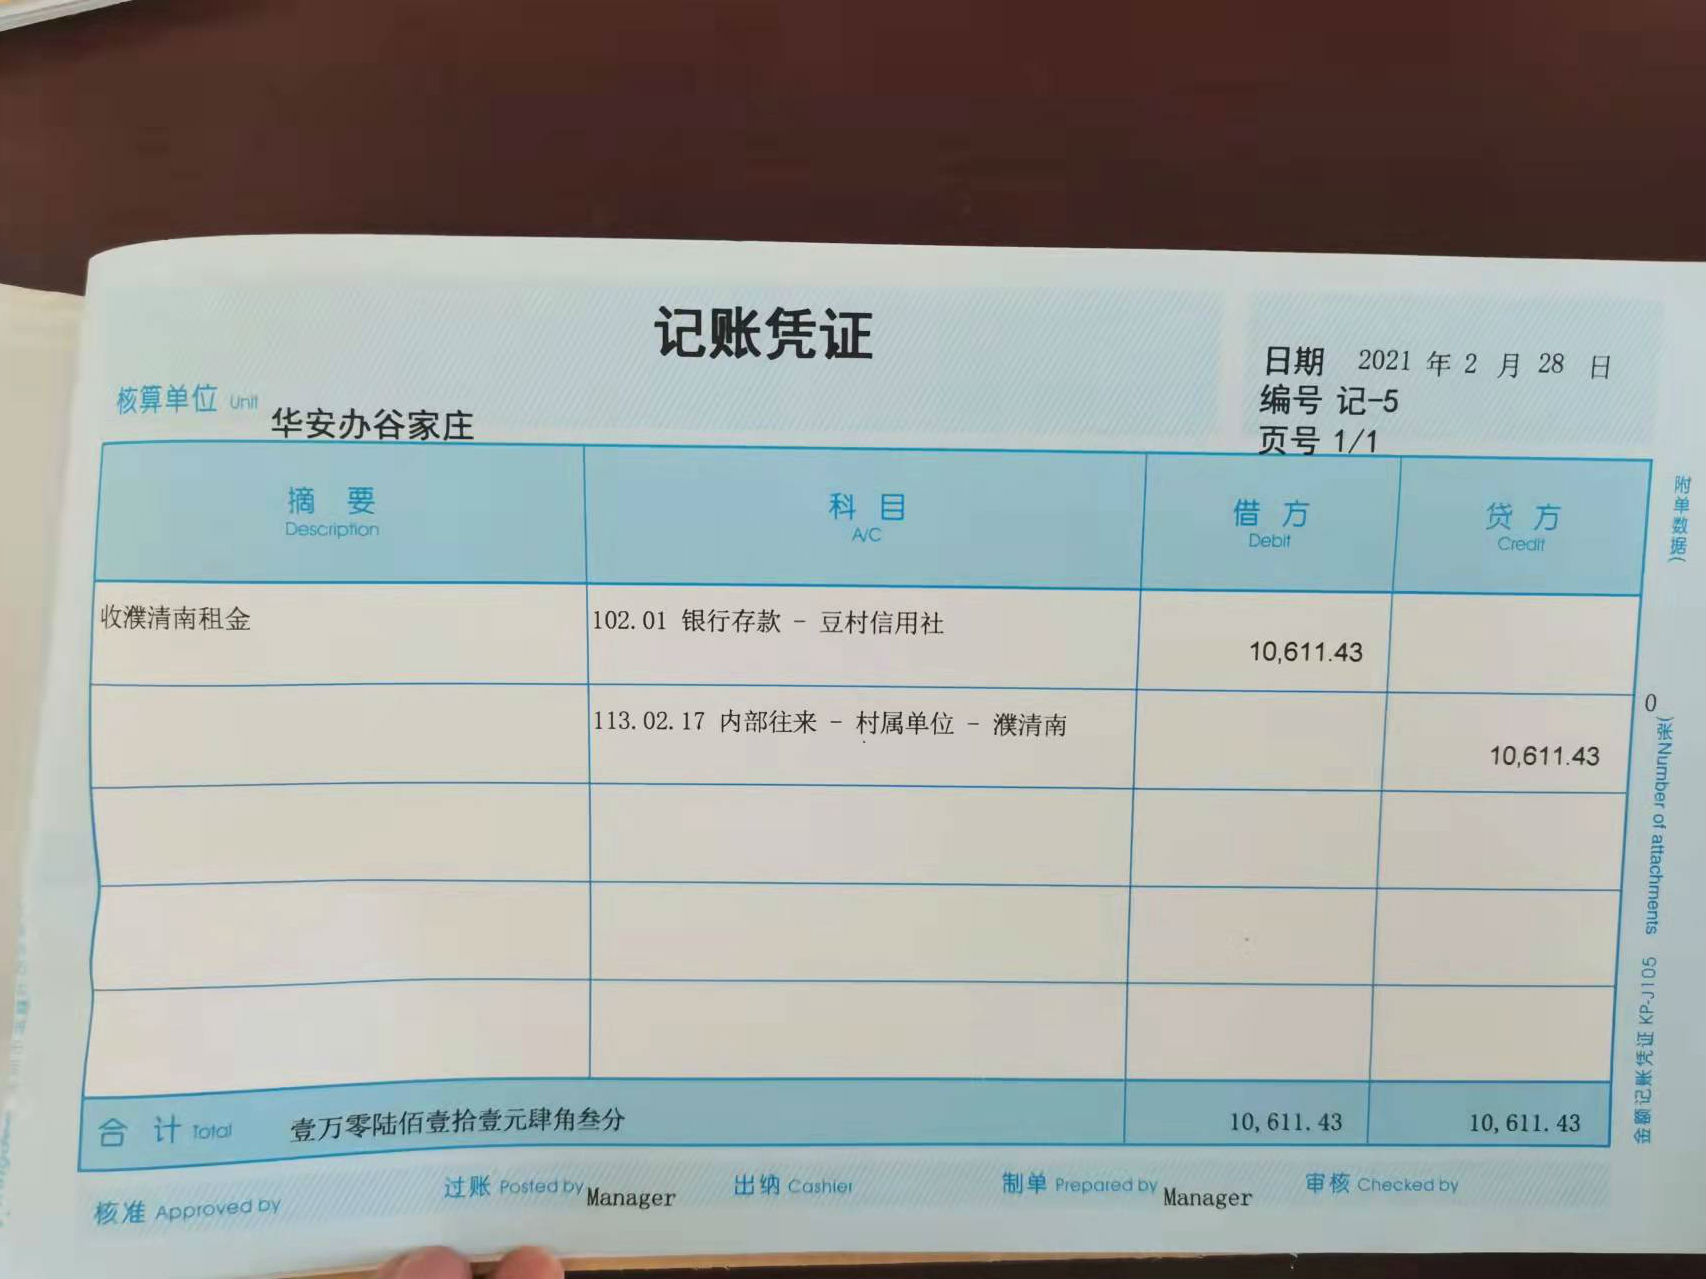 记账凭证
日期 2021 年 2 月 28 日
核算单位 Unit 华安办谷家庄
编号 记-5
页号 1/1
摘 要 科 目 借 方 贷 方
Description A/C Debit Credit
收濮清南租金 102.01 银行存款 - 豆村信用社 10,611.43
113.02.17 内部往来 - 村属单位 - 濮清南 10,611.43
合 计 Total 壹万零陆佰壹拾壹元肆角叁分 10,611.43 10,611.43
核准 Approved by 过账 Posted by Manager 出纳 Cashier 制单 Prepared by Manager 审核 Checked by
附单数据)
0
)张Number of attachments
金额记账凭证 KP-J105